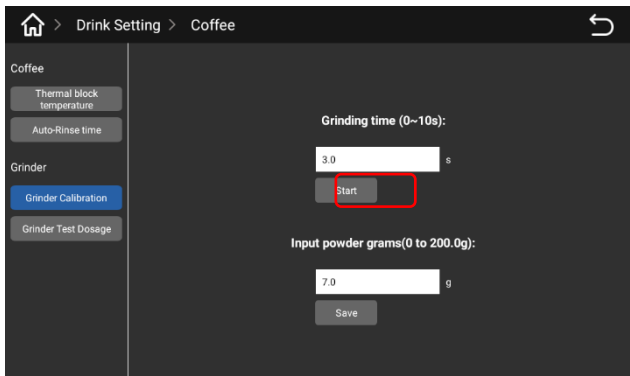 > Drink Setting > Coffee
Coffee
Thermal block
temperature
Auto-Rinse time
Grinder
Grinder Calibration
Grinder Test Dosage
Grinding time (0~10s):
3.0 s
Start
Input powder grams(0 to 200.0g):
7.0 g
Save